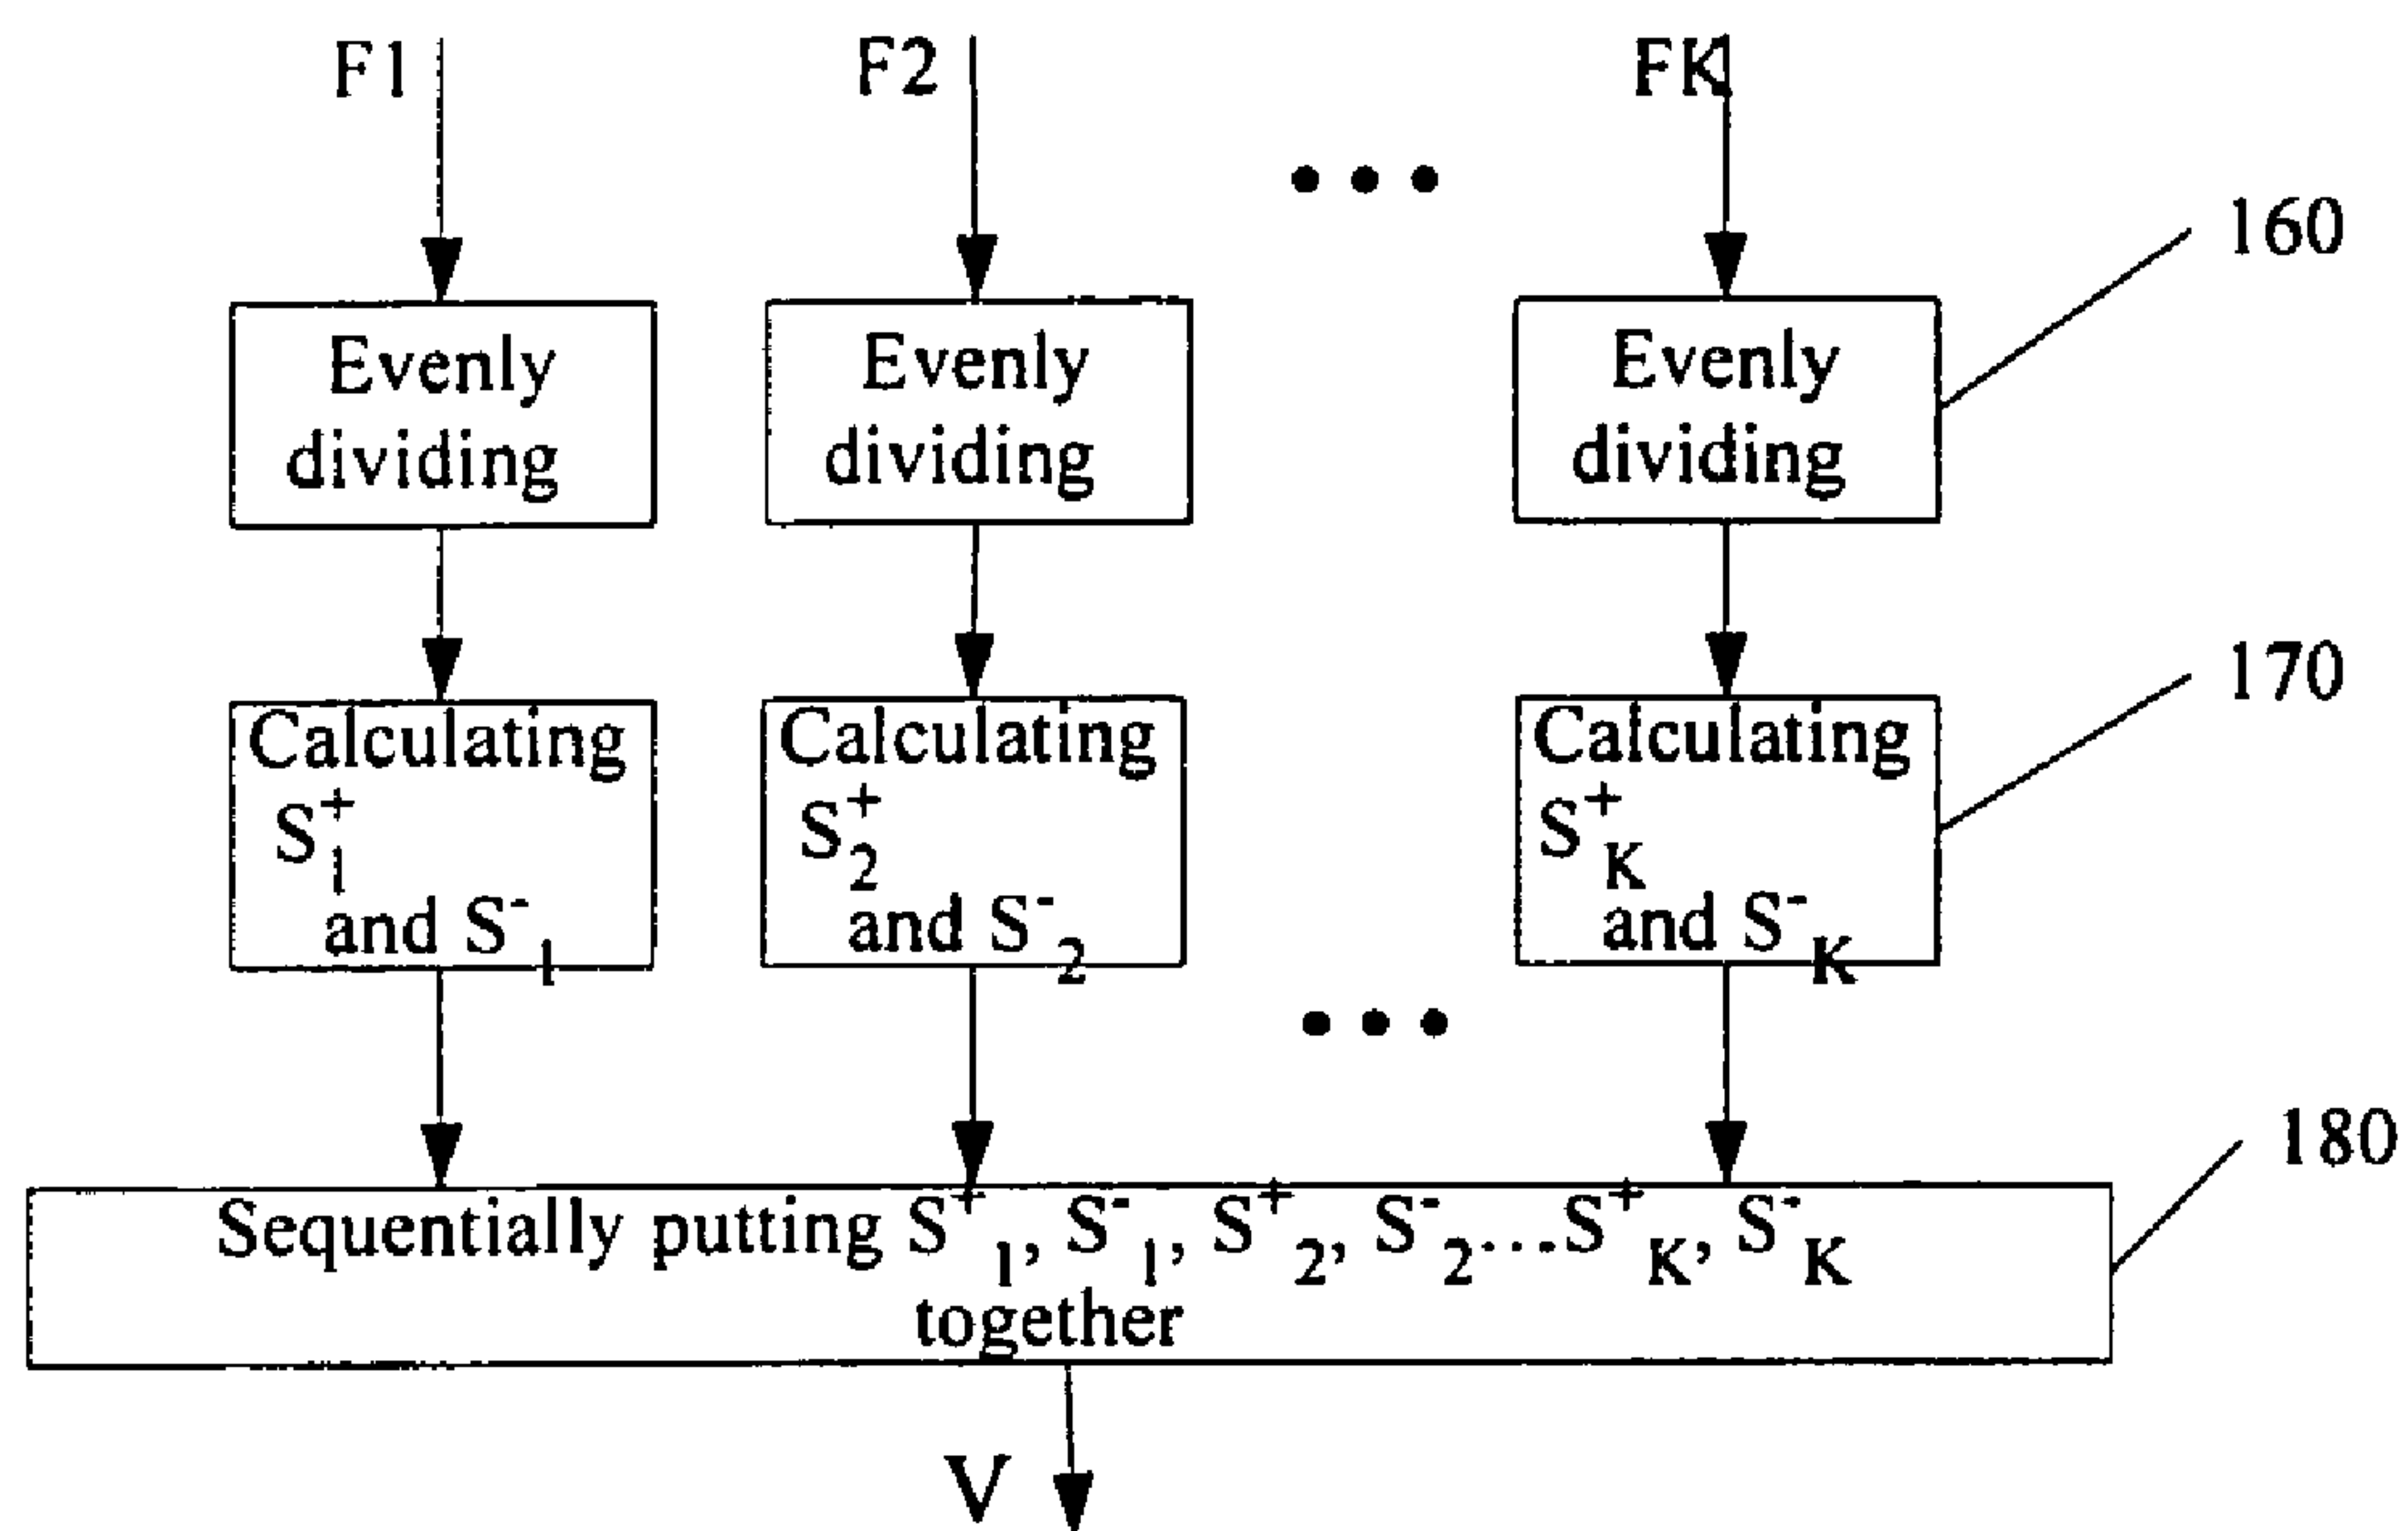 F1
F2
FK
160
Evenly
dividing
Evenly
dividing
Evenly
dividing
170
Calculating
S⁺₁
and S⁻₁
Calculating
S⁺₂
and S⁻₂
Calculating
S⁺K
and S⁻K
180
Sequentially putting S⁺₁, S⁻₁, S⁺₂, S⁻₂...S⁺K, S⁻K
together
V